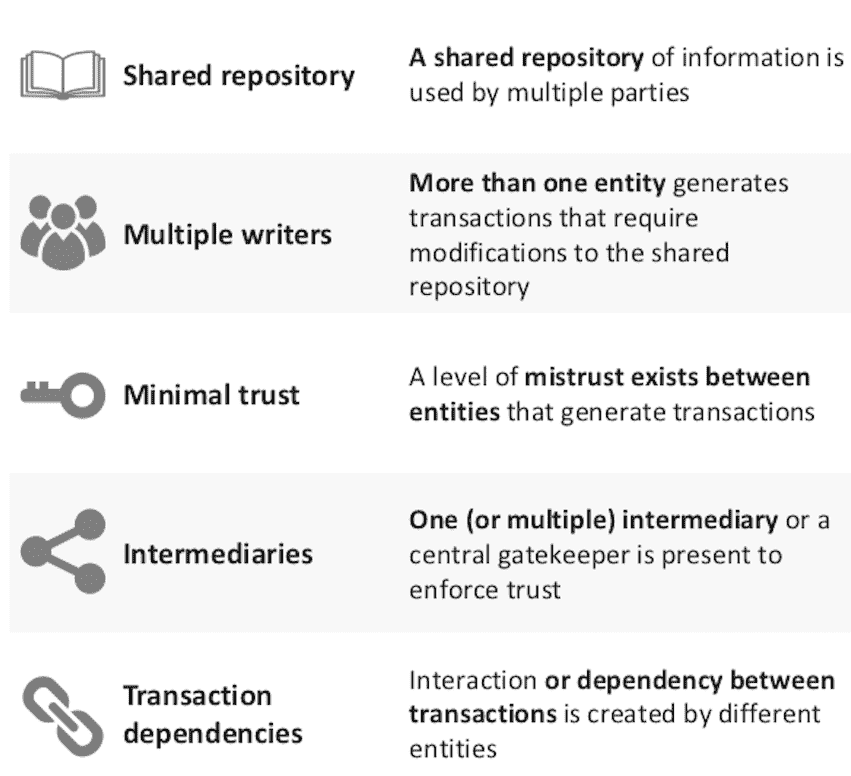 Shared repository
A shared repository of information is
used by multiple parties
Multiple writers
More than one entity generates
transactions that require
modifications to the shared
repository
Minimal trust
A level of mistrust exists between
entities that generate transactions
Intermediaries
One (or multiple) intermediary or a
central gatekeeper is present to
enforce trust
Transaction
dependencies
Interaction or dependency between
transactions is created by different
entities